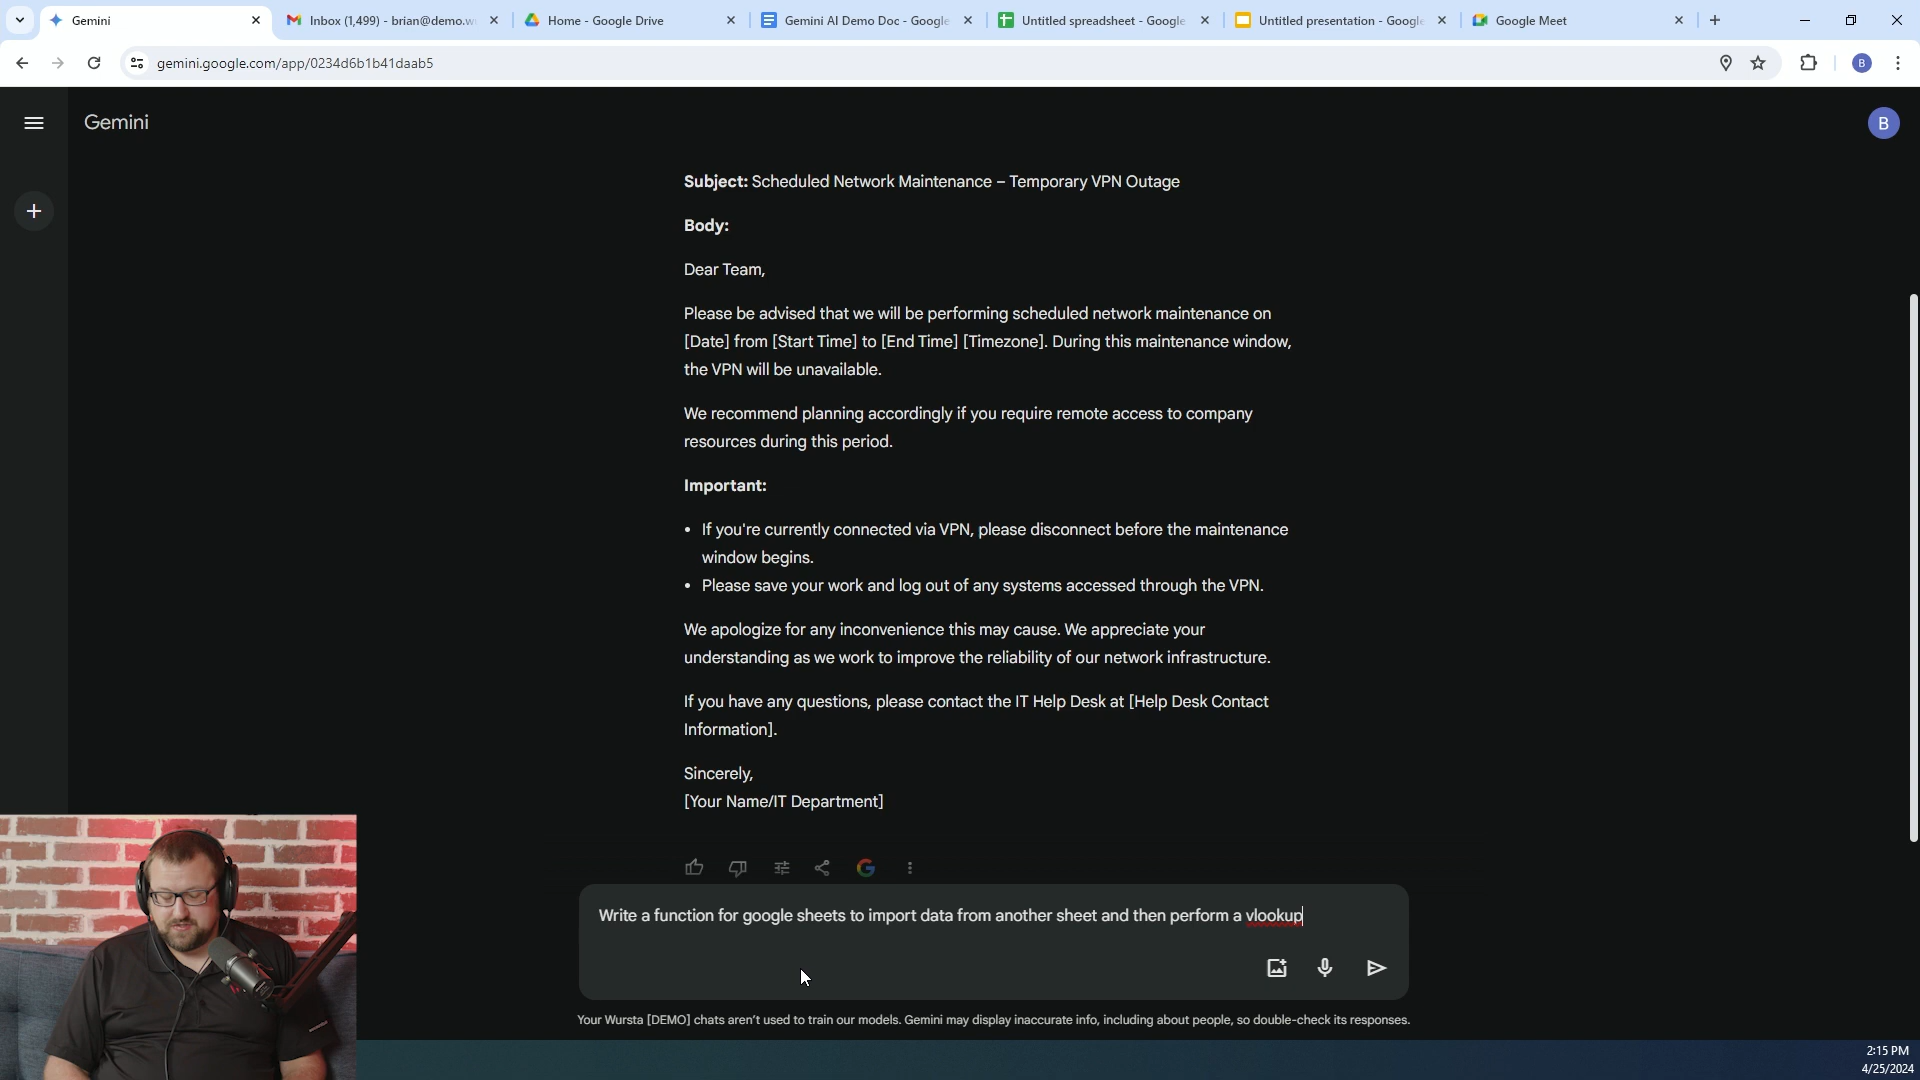 Gemini
Inbox (1,499) - brian@demo.w
Home - Google Drive
Gemini AI Demo Doc - Google
Untitled spreadsheet - Google
Untitled presentation - Google
Google Meet
gemini.google.com/app/0234d6b1b41daab5
B
Gemini
B
Subject: Scheduled Network Maintenance – Temporary VPN Outage
Body:
Dear Team,
Please be advised that we will be performing scheduled network maintenance on
[Date] from [Start Time] to [End Time] [Timezone]. During this maintenance window,
the VPN will be unavailable.
We recommend planning accordingly if you require remote access to company
resources during this period.
Important:
• If you're currently connected via VPN, please disconnect before the maintenance
window begins.
• Please save your work and log out of any systems accessed through the VPN.
We apologize for any inconvenience this may cause. We appreciate your
understanding as we work to improve the reliability of our network infrastructure.
If you have any questions, please contact the IT Help Desk at [Help Desk Contact
Information].
Sincerely,
[Your Name/IT Department]
Write a function for google sheets to import data from another sheet and then perform a vlookup
Your Wursta [DEMO] chats aren't used to train our models. Gemini may display inaccurate info, including about people, so double-check its responses.
2:15 PM
4/25/2024